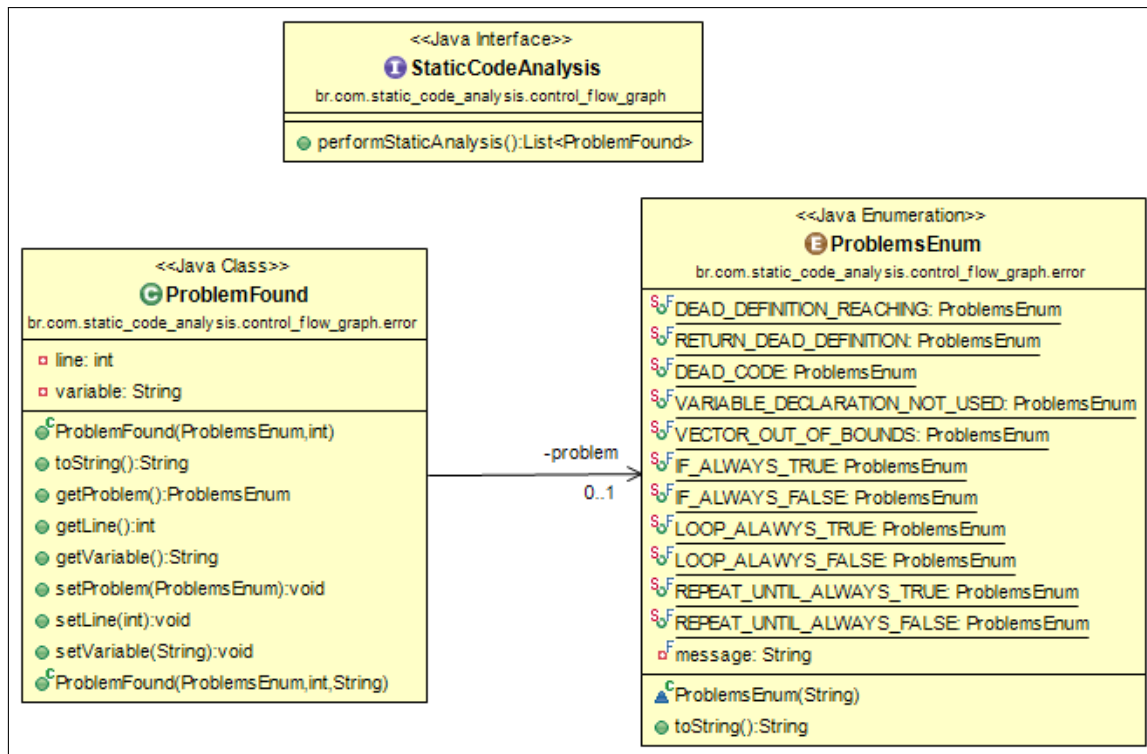 <<Java Interface>>
I StaticCodeAnalysis
br.com.static_code_analysis.control_flow_graph
performStaticAnalysis():List<ProblemFound>
<<Java Class>>
C ProblemFound
br.com.static_code_analysis.control_flow_graph.error
line: int
variable: String
C ProblemFound(ProblemsEnum,int)
toString():String
getProblem():ProblemsEnum
getLine():int
getVariable():String
setProblem(ProblemsEnum):void
setLine(int):void
setVariable(String):void
C ProblemFound(ProblemsEnum,int,String)
-problem
0..1
<<Java Enumeration>>
E ProblemsEnum
br.com.static_code_analysis.control_flow_graph.error
S F DEAD_DEFINITION_REACHING: ProblemsEnum
S F RETURN_DEAD_DEFINITION: ProblemsEnum
S F DEAD_CODE: ProblemsEnum
S F VARIABLE_DECLARATION_NOT_USED: ProblemsEnum
S F VECTOR_OUT_OF_BOUNDS: ProblemsEnum
S F IF_ALWAYS_TRUE: ProblemsEnum
S F IF_ALWAYS_FALSE: ProblemsEnum
S F LOOP_ALAWYS_TRUE: ProblemsEnum
S F LOOP_ALAWYS_FALSE: ProblemsEnum
S F REPEAT_UNTIL_ALWAYS_TRUE: ProblemsEnum
S F REPEAT_UNTIL_ALWAYS_FALSE: ProblemsEnum
F message: String
C ProblemsEnum(String)
toString():String